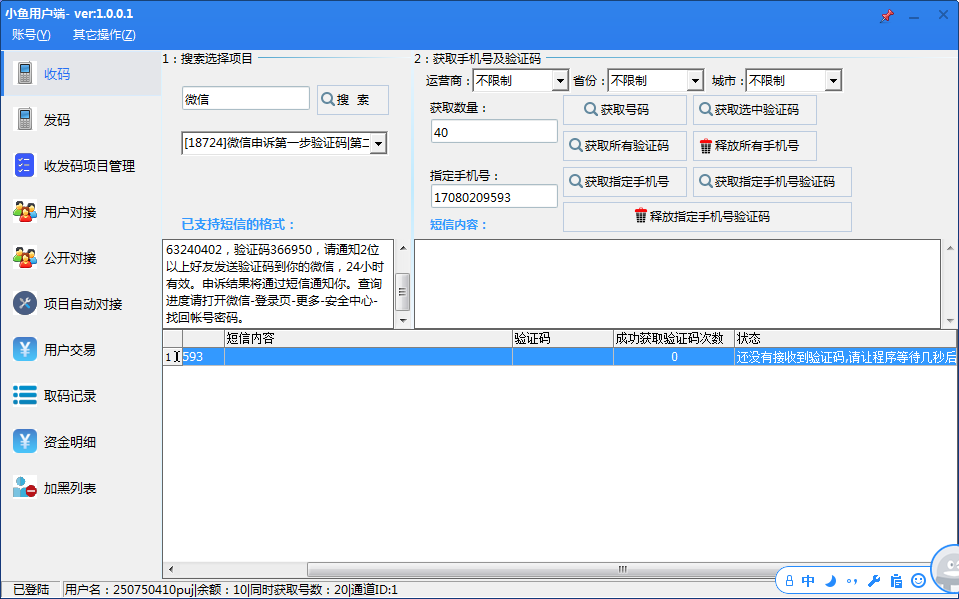 小鱼用户端- ver:1.0.0.1
账号(Y) 其它操作(Z)
收码
发码
收发码项目管理
用户对接
公开对接
项目自动对接
用户交易
取码记录
资金明细
加黑列表
1：搜索选择项目
微信
搜 索
[18724]微信申诉第一步验证码|第二
已支持短信的格式：
63240402，验证码366950，请通知2位
以上好友发送验证码到你的微信，24小时
有效。申诉结果将通过短信通知你。查询
进度请打开微信-登录页-更多-安全中心-
找回帐号密码。
2：获取手机号及验证码
运营商： 不限制 省份： 不限制 城市： 不限制
获取数量：
40
获取号码 获取选中验证码
获取所有验证码 释放所有手机号
指定手机号：
17080209593
获取指定手机号 获取指定手机号验证码
释放指定手机号验证码
短信内容：
短信内容 验证码 成功获取验证码次数 状态
1 593 0 还没有接收到验证码,请让程序等待几秒后
中
已登陆 用户名：250750410puj|余额：10|同时获取号数：20|通道ID:1